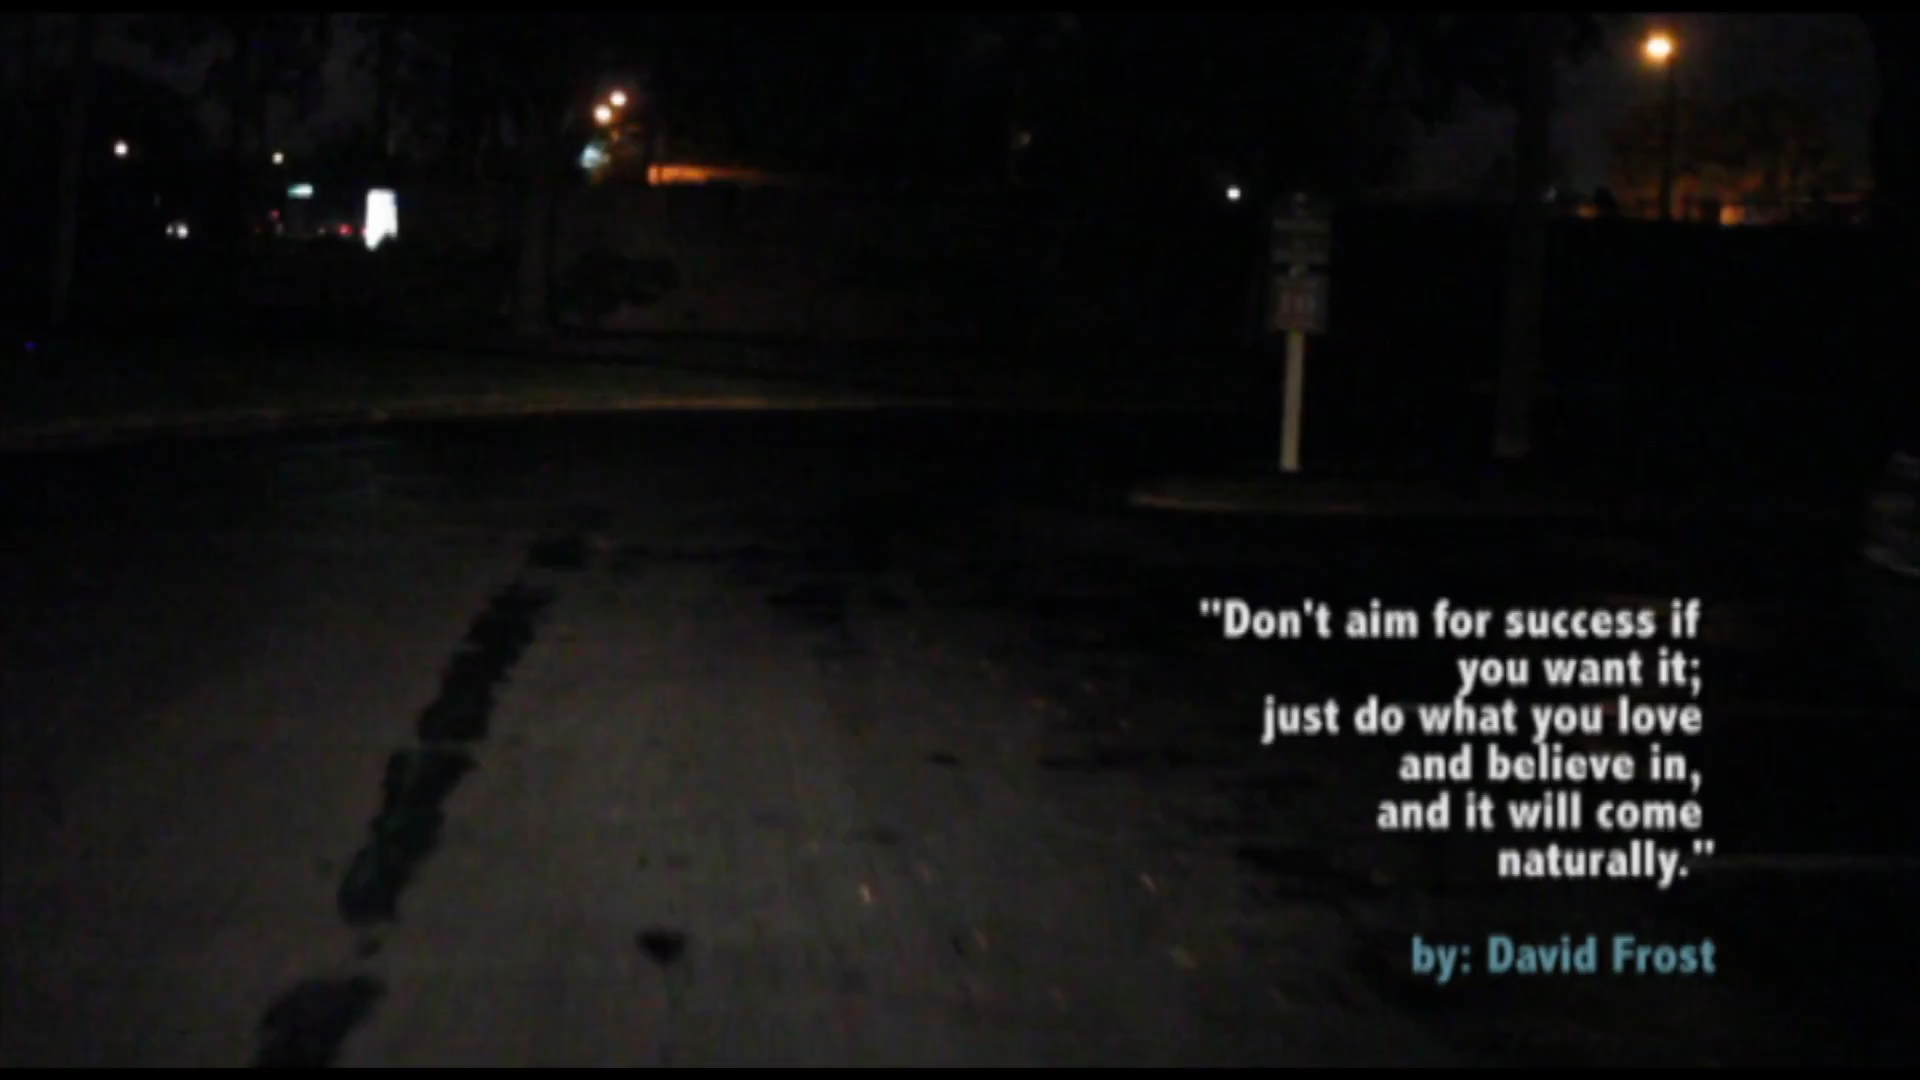 "Don't aim for success if
you want it;
just do what you love
and believe in,
and it will come
naturally."
by: David Frost